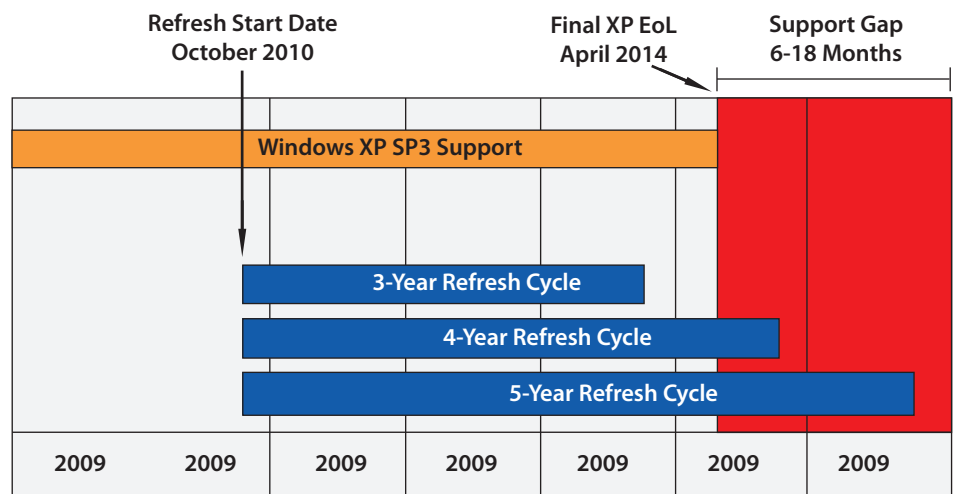 Refresh Start Date
October 2010
Final XP EoL
April 2014
Support Gap
6-18 Months
Windows XP SP3 Support
3-Year Refresh Cycle
4-Year Refresh Cycle
5-Year Refresh Cycle
2009 2009 2009 2009 2009 2009 2009